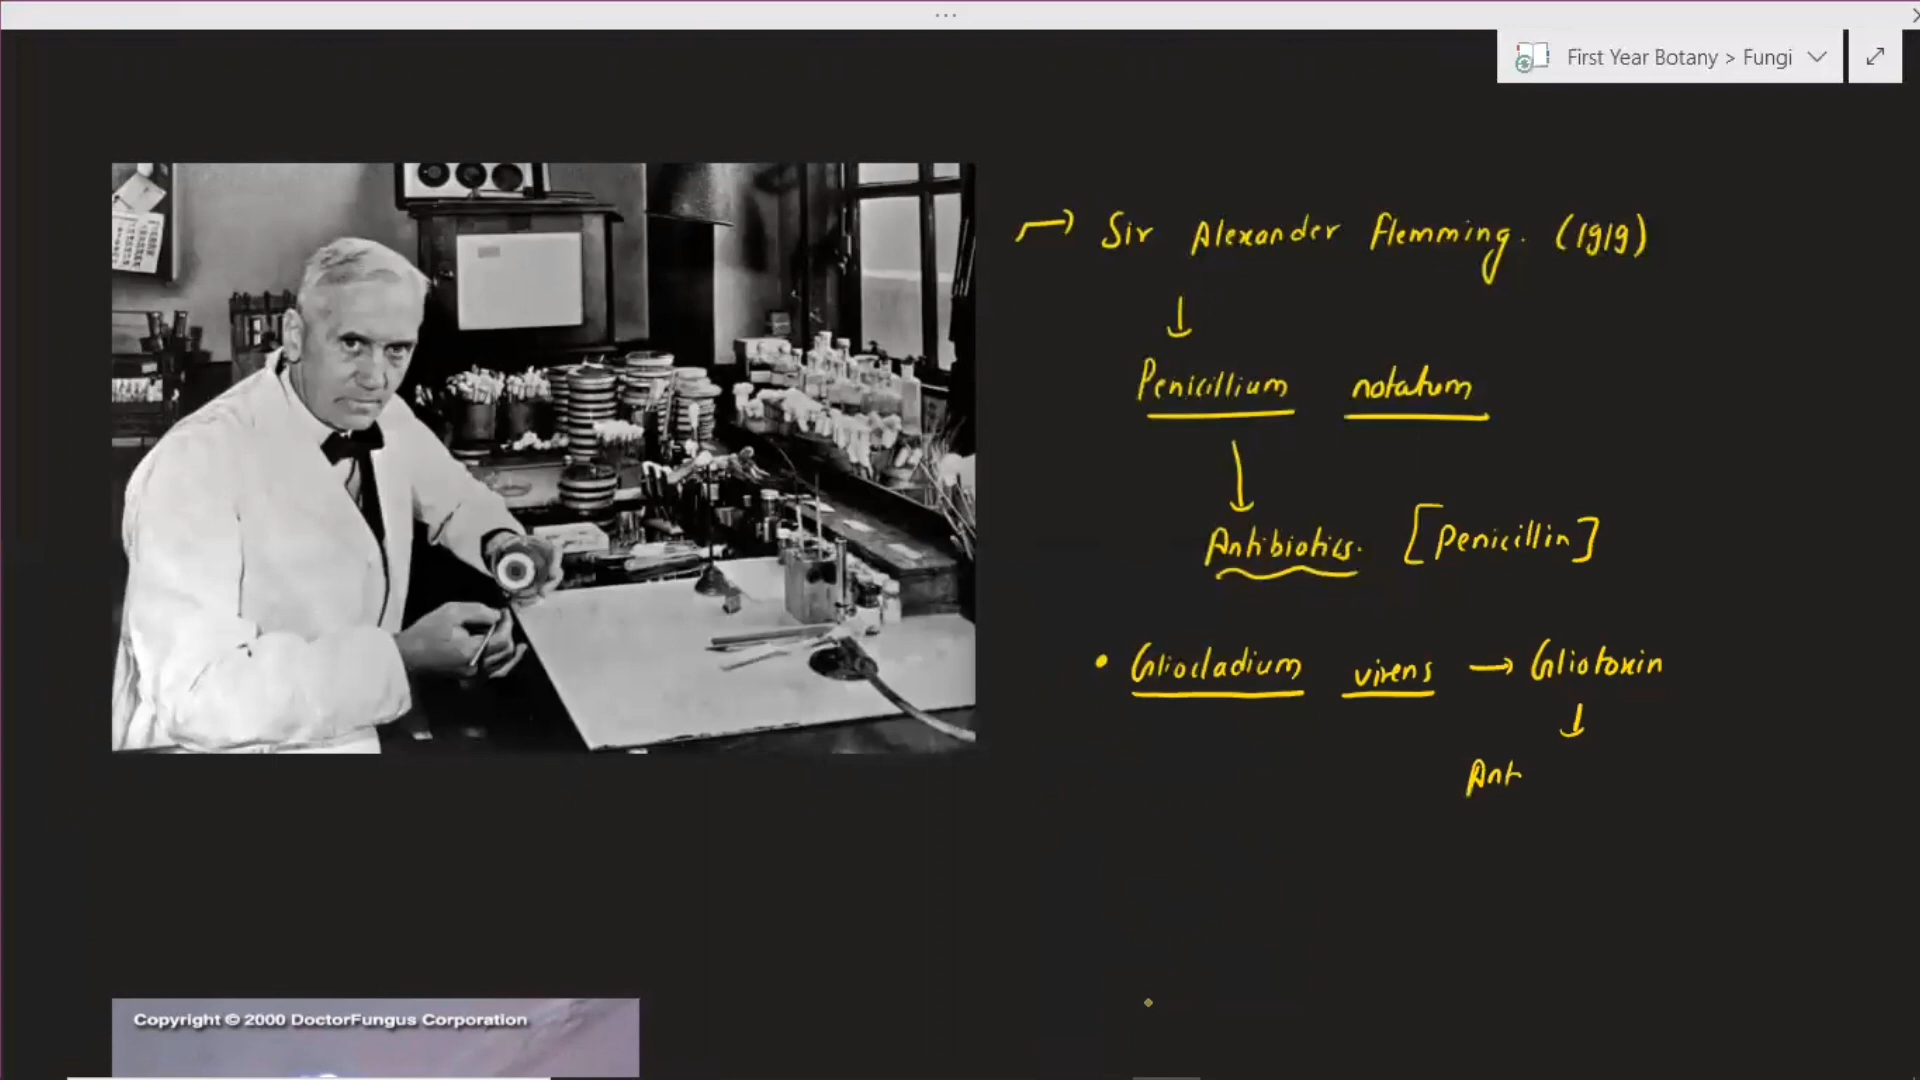 First Year Botany > Fungi
Sir Alexander Flemming. (1919)
Penicillium notatum
Antibiotics. [Penicillin]
• Gliocladium virens → Gliotoxin
Ant
Copyright © 2000 DoctorFungus Corporation